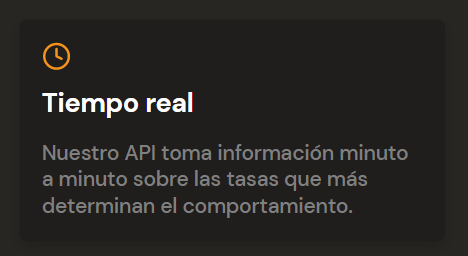 Tiempo real
Nuestro API toma información minuto
a minuto sobre las tasas que más
determinan el comportamiento.